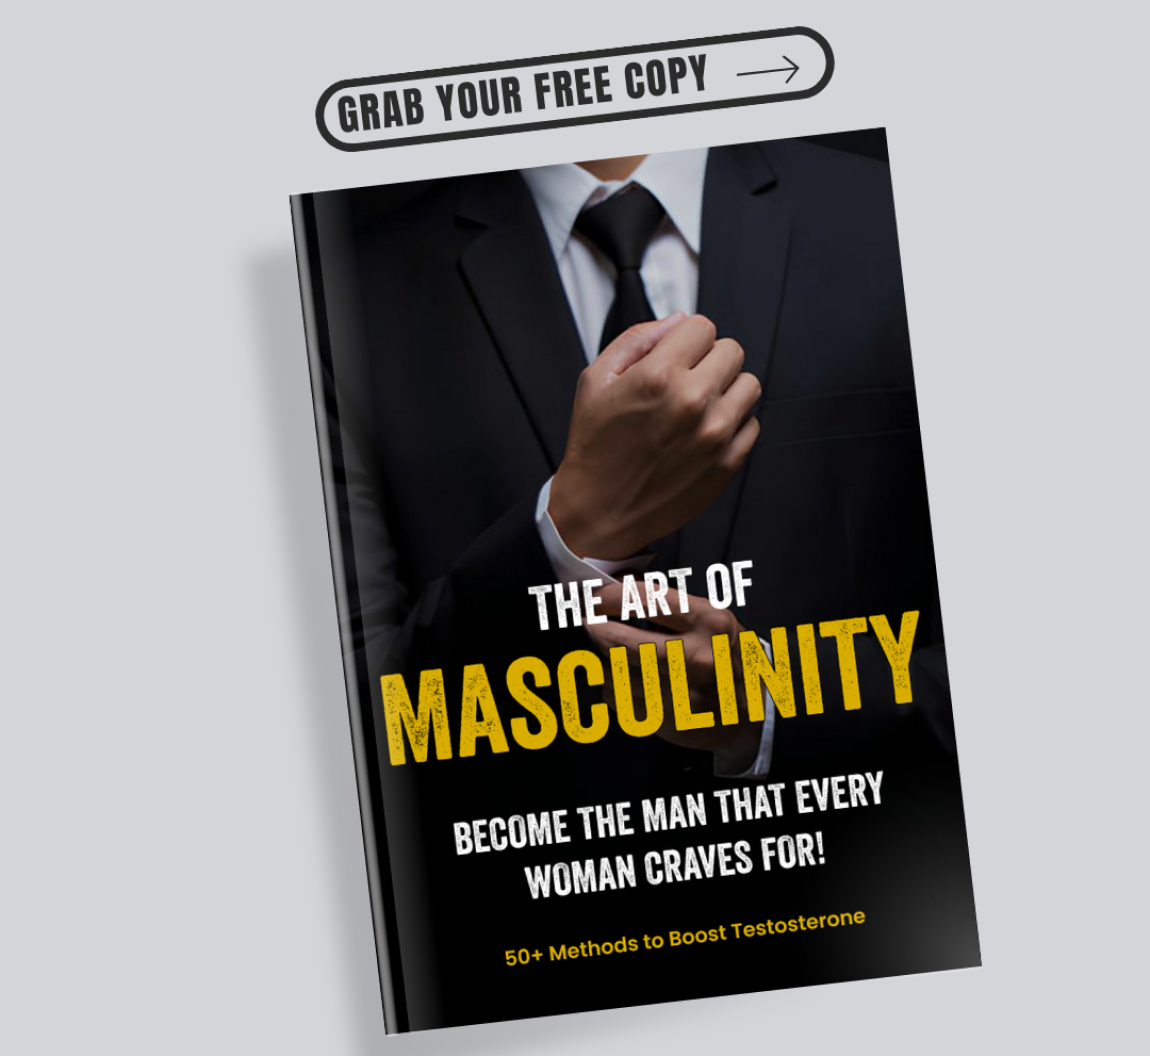 GRAB YOUR FREE COPY
THE ART OF
MASCULINITY
BECOME THE MAN THAT EVERY
WOMAN CRAVES FOR!
50+ Methods to Boost Testosterone